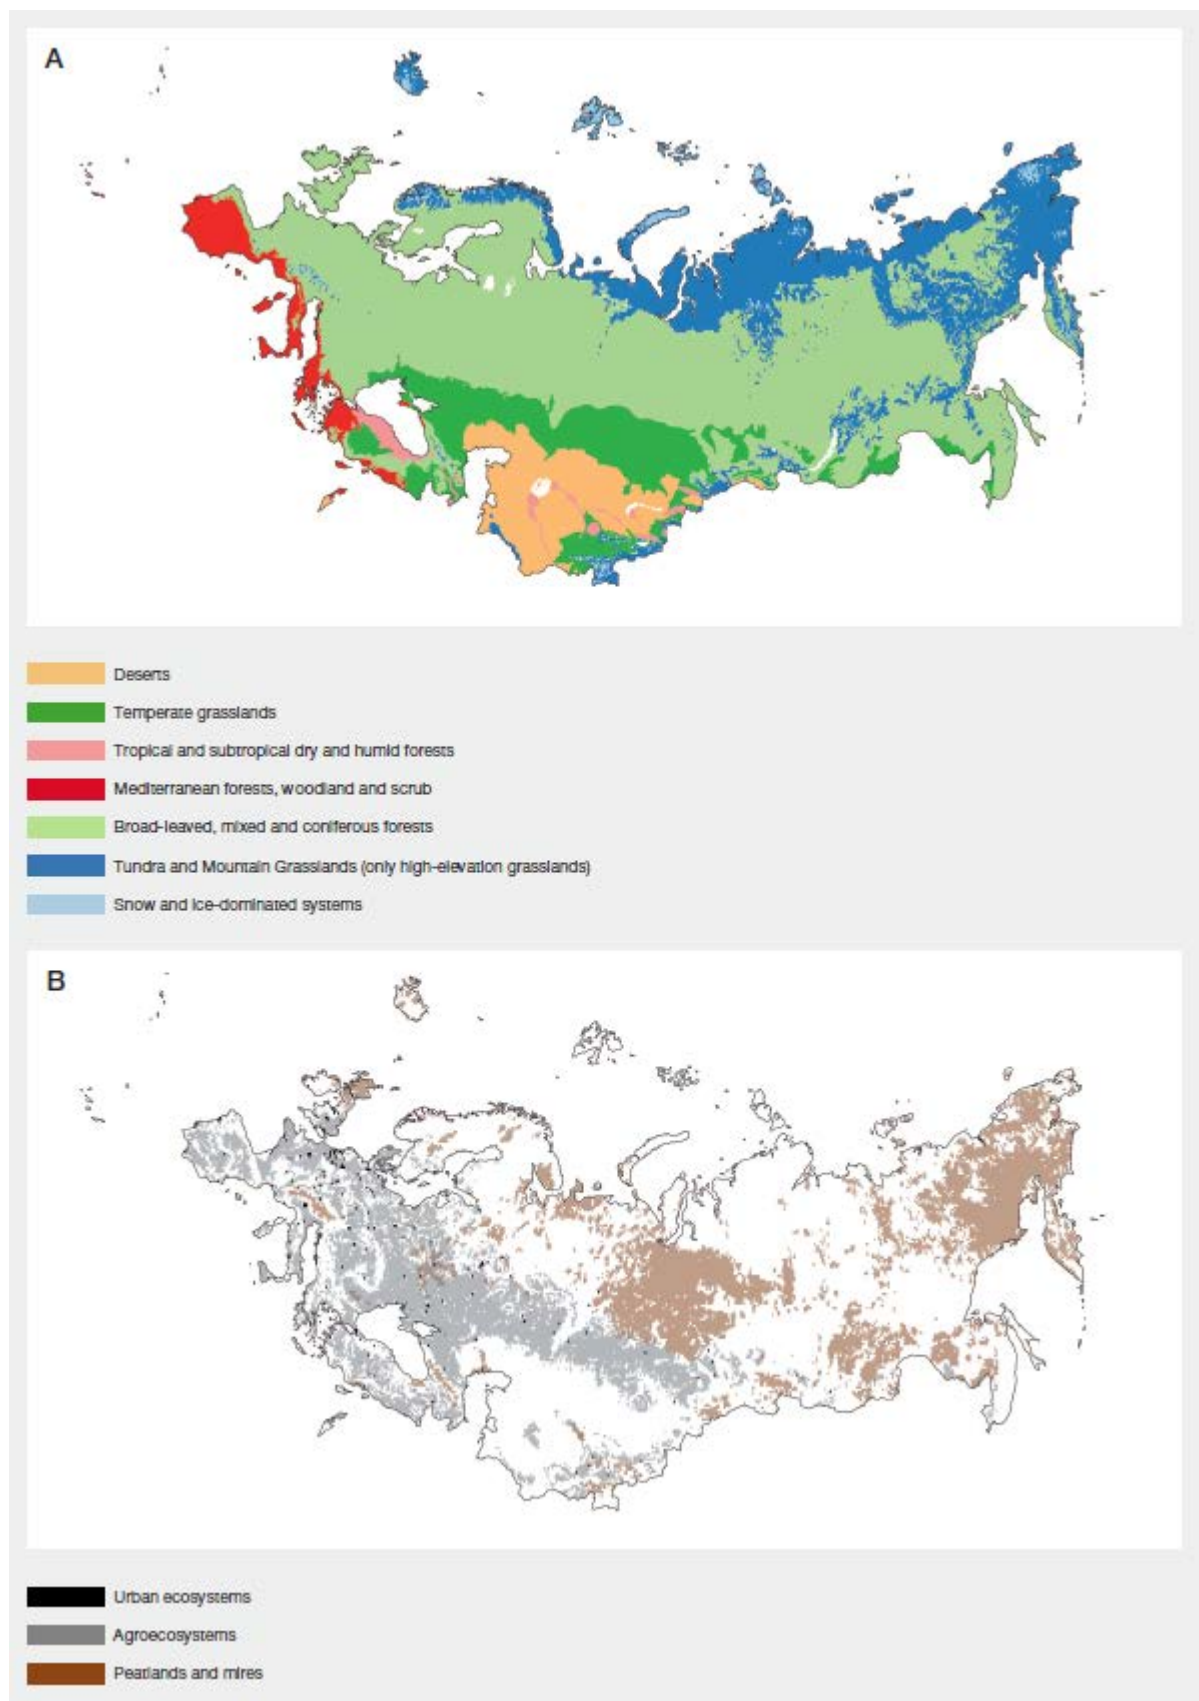 A
Deserts
Temperate grasslands
Tropical and subtropical dry and humid forests
Mediterranean forests, woodland and scrub
Broad-leaved, mixed and coniferous forests
Tundra and Mountain Grasslands (only high-elevation grasslands)
Snow and ice-dominated systems
B
Urban ecosystems
Agroecosystems
Peatlands and mires